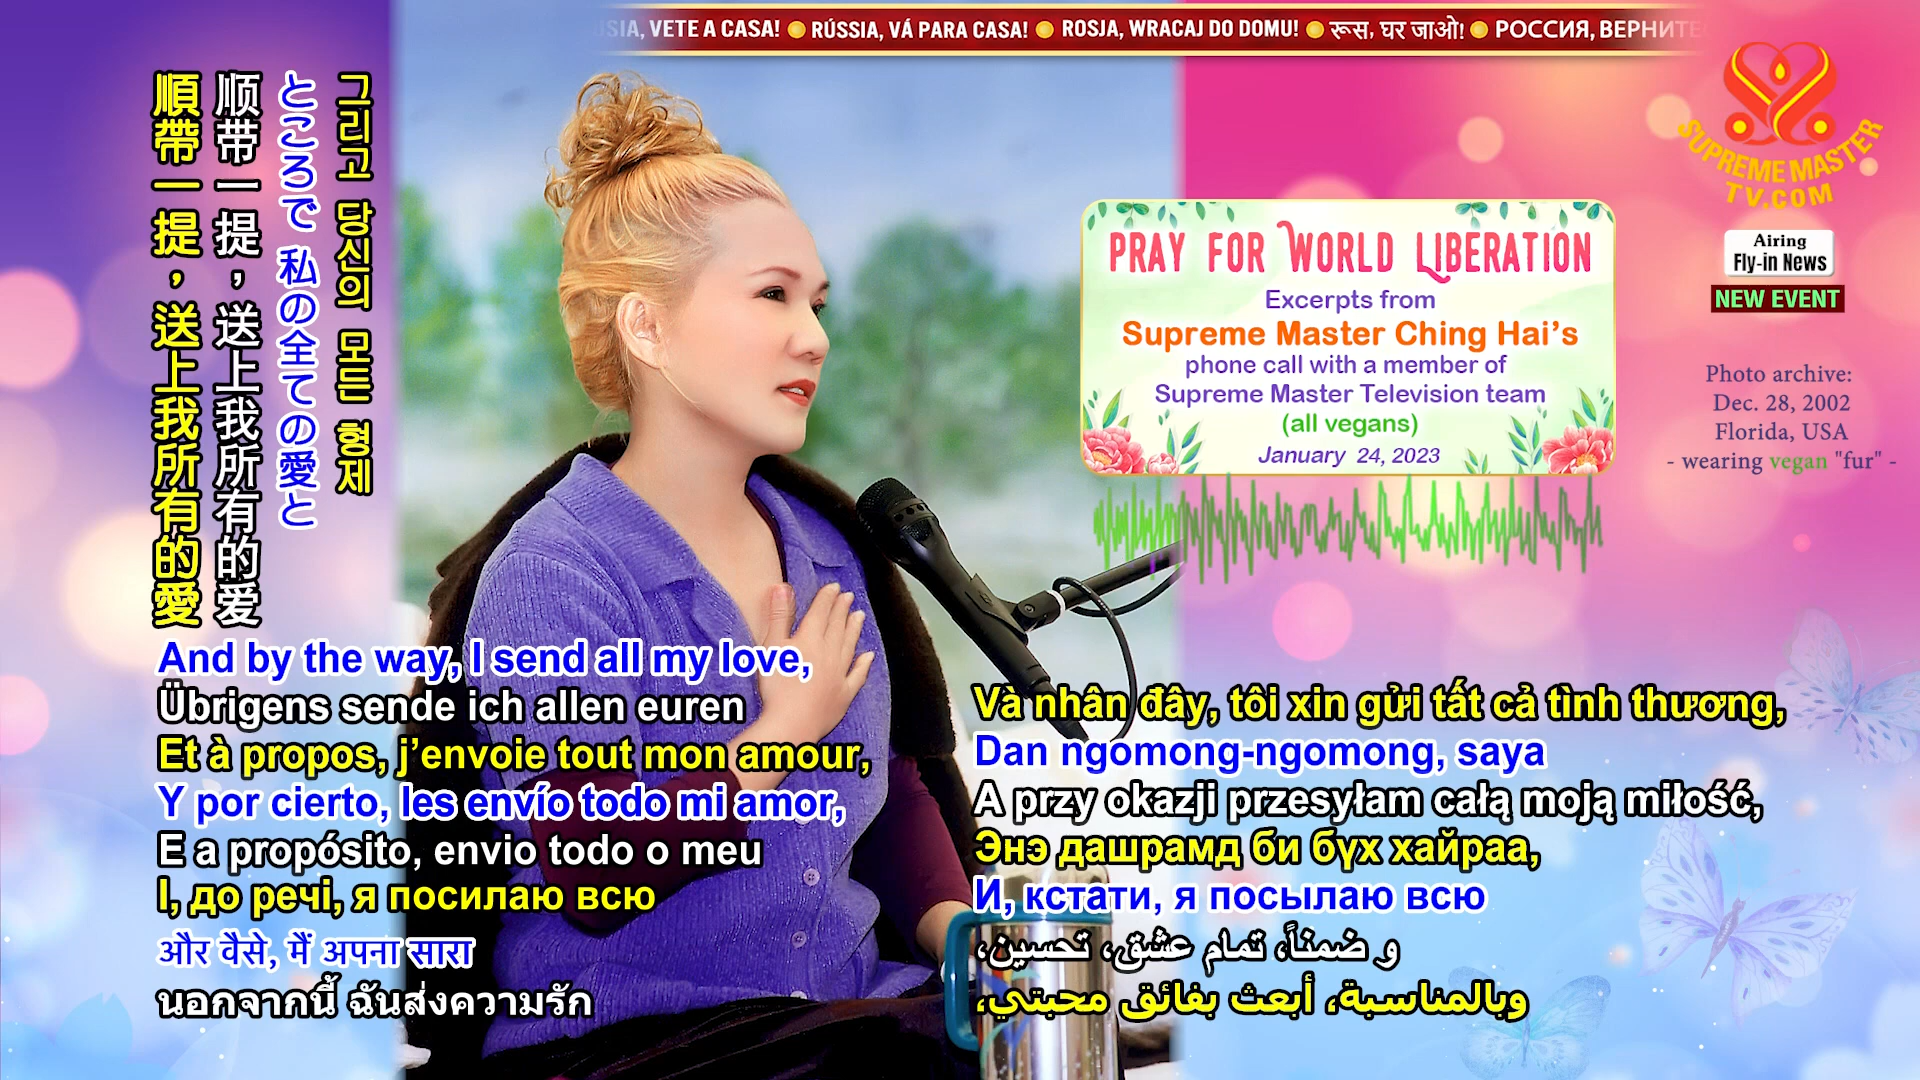 VETE A CASA! RÚSSIA, VÁ PARA CASA! ROSJA, WRACAJ DO DOMU! रूस, घर जाओ! РОССИЯ,
SUPREME MASTER
TV.COM
Airing
Fly-in News
NEW EVENT
Photo archive:
Dec. 28, 2002
Florida, USA
- wearing vegan "fur" -
PRAY FOR WORLD LIBERATION
Excerpts from
Supreme Master Ching Hai's
phone call with a member of
Supreme Master Television team
(all vegans)
January 24, 2023
그리고 당신의 모든 형제
ところで 私の全ての愛と
顺带一提，送上我所有的爱
順帶一提，送上我所有的愛
And by the way, I send all my love,
Übrigens sende ich allen euren
Et à propos, j’envoie tout mon amour,
Y por cierto, les envío todo mi amor,
E a propósito, envio todo o meu
І, до речі, я посилаю всю
और वैसे, मैं अपना सारा
นอกจากนี้ ฉันส่งความรัก
Và nhân đây, tôi xin gửi tất cả tình thương,
Dan ngomong-ngomong, saya
A przy okazji przesyłam całą moją miłość,
Энэ дашрамд би бүх хайраа,
И, кстати, я посылаю всю
و ضمناً، تمام عشق، تحسین،
وبالمناسبة، أبعث بفائق محبتي،